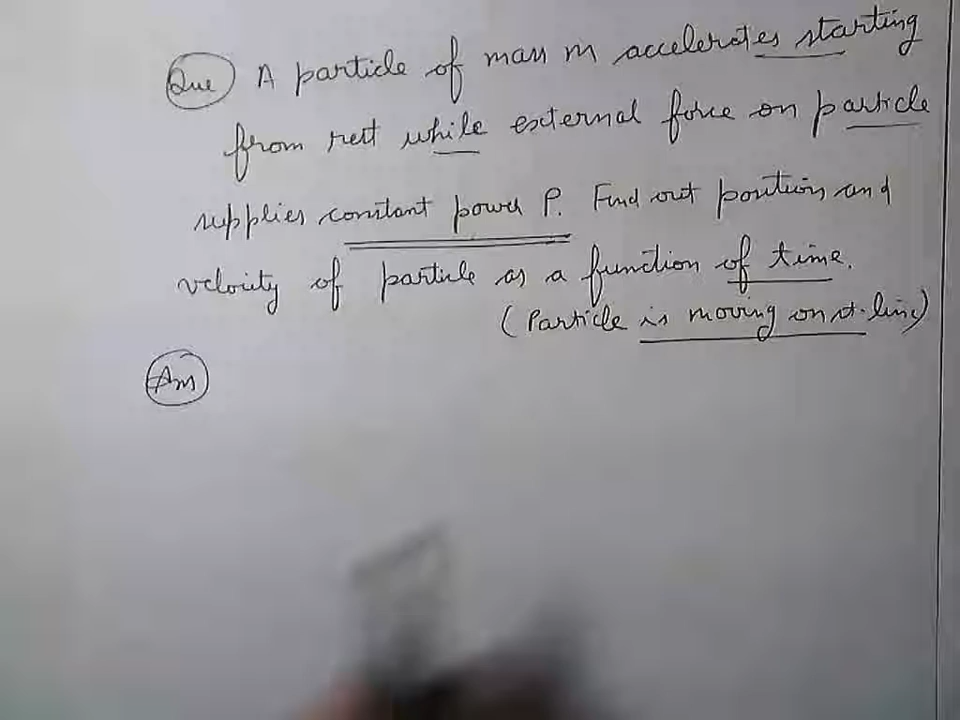 Que A particle of mass m accelerates starting
from rest while external force on particle
supplies constant power P. Find out position and
velocity of particle as a function of time.
(Particle is moving on st. line)
Ans